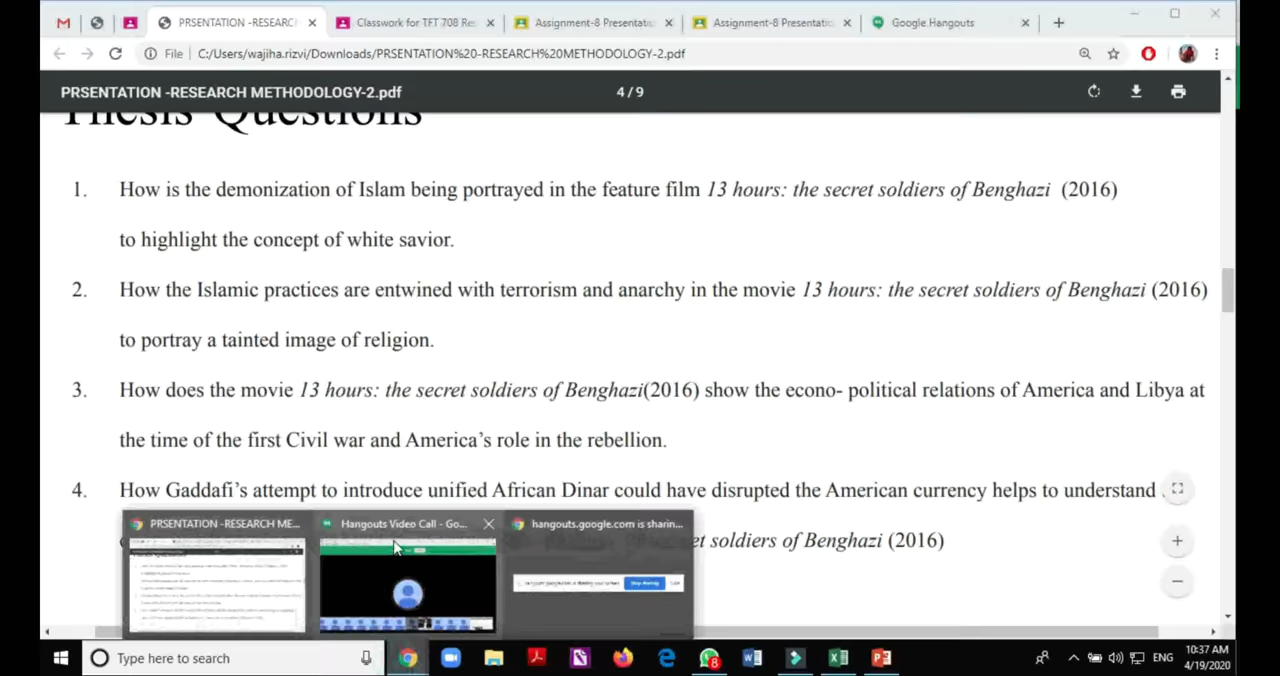 PRSENTATION -RESEARCH
Classwork for TFT 708 Res
Assignment-8 Presentatio
Assignment-8 Presentatio
Google Hangouts
File
C:/Users/wajiha.rizvi/Downloads/PRSENTATION%20-RESEARCH%20METHODOLOGY-2.pdf
PRSENTATION -RESEARCH METHODOLOGY-2.pdf
4 / 9
Thesis Questions
1. How is the demonization of Islam being portrayed in the feature film 13 hours: the secret soldiers of Benghazi (2016)
to highlight the concept of white savior.
2. How the Islamic practices are entwined with terrorism and anarchy in the movie 13 hours: the secret soldiers of Benghazi (2016)
to portray a tainted image of religion.
3. How does the movie 13 hours: the secret soldiers of Benghazi(2016) show the econo- political relations of America and Libya at
the time of the first Civil war and America's role in the rebellion.
4. How Gaddafi's attempt to introduce unified African Dinar could have disrupted the American currency helps to understand
PRSENTATION -RESEARCH ME...
Hangouts Video Call - Go...
hangouts.google.com is sharin...
soldiers of Benghazi (2016)
Type here to search
8
ENG
10:37 AM
4/19/2020